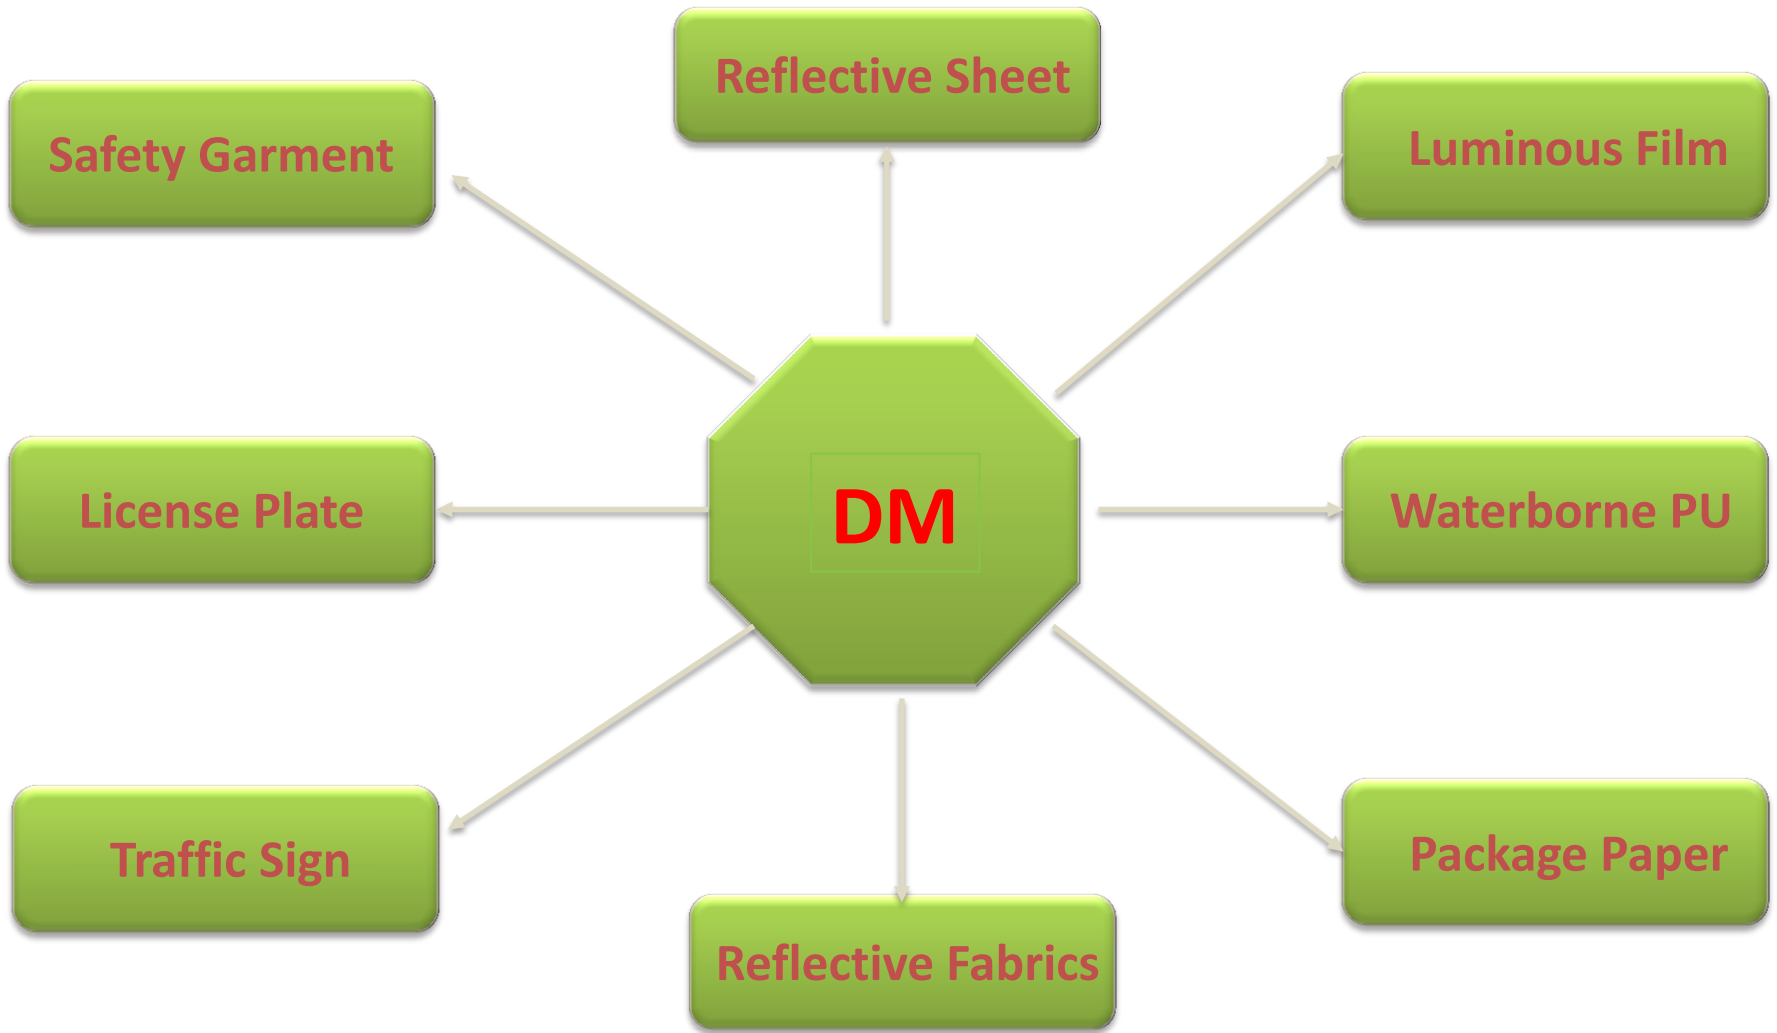 Reflective Sheet
Safety Garment
Luminous Film
License Plate
DM
Waterborne PU
Traffic Sign
Package Paper
Reflective Fabrics